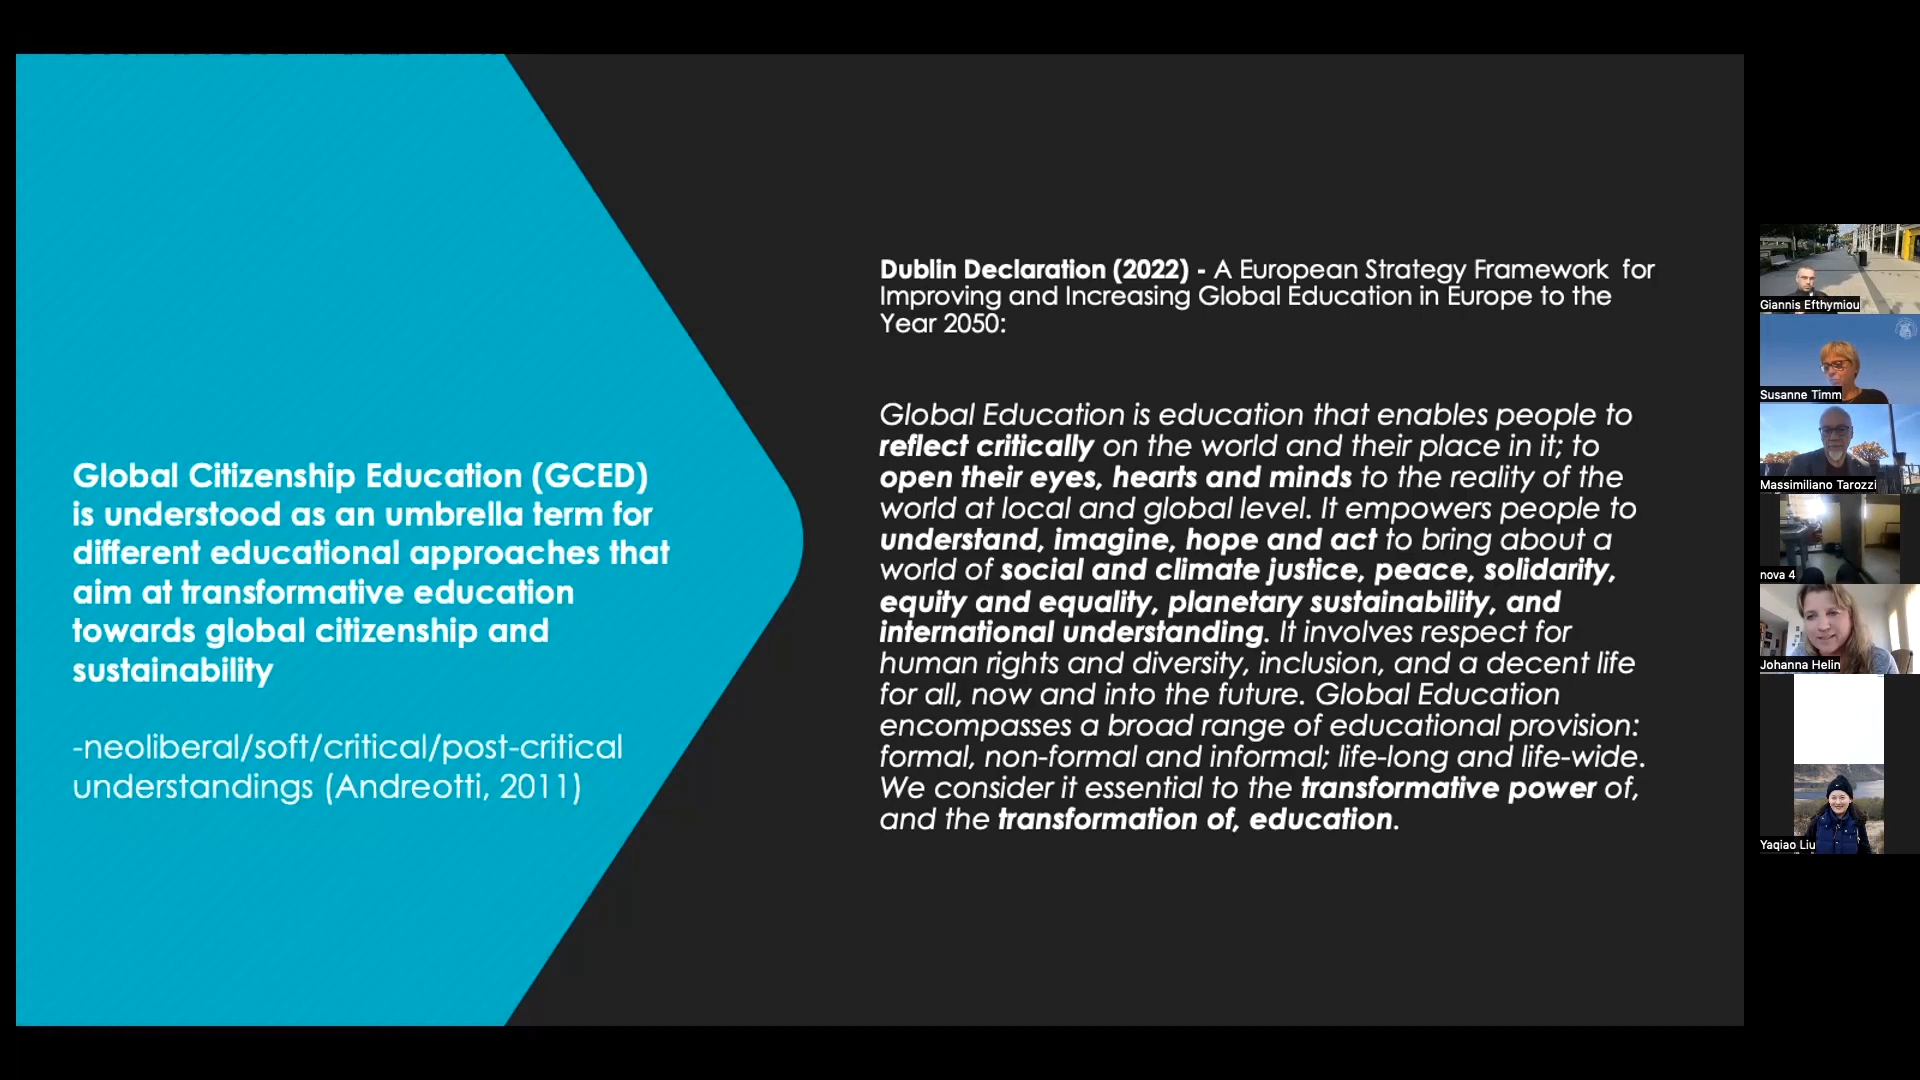 Global Citizenship Education (GCED)
is understood as an umbrella term for
different educational approaches that
aim at transformative education
towards global citizenship and
sustainability
-neoliberal/soft/critical/post-critical
understandings (Andreotti, 2011)
Dublin Declaration (2022) - A European Strategy Framework for
Improving and Increasing Global Education in Europe to the
Year 2050:
Global Education is education that enables people to
reflect critically on the world and their place in it; to
open their eyes, hearts and minds to the reality of the
world at local and global level. It empowers people to
understand, imagine, hope and act to bring about a
world of social and climate justice, peace, solidarity,
equity and equality, planetary sustainability, and
international understanding. It involves respect for
human rights and diversity, inclusion, and a decent life
for all, now and into the future. Global Education
encompasses a broad range of educational provision:
formal, non-formal and informal; life-long and life-wide.
We consider it essential to the transformative power of,
and the transformation of, education.
Giannis Efthymiou
Susanne Timm
Massimiliano Tarozzi
nova 4
Johanna Helin
Yaqiao Liu